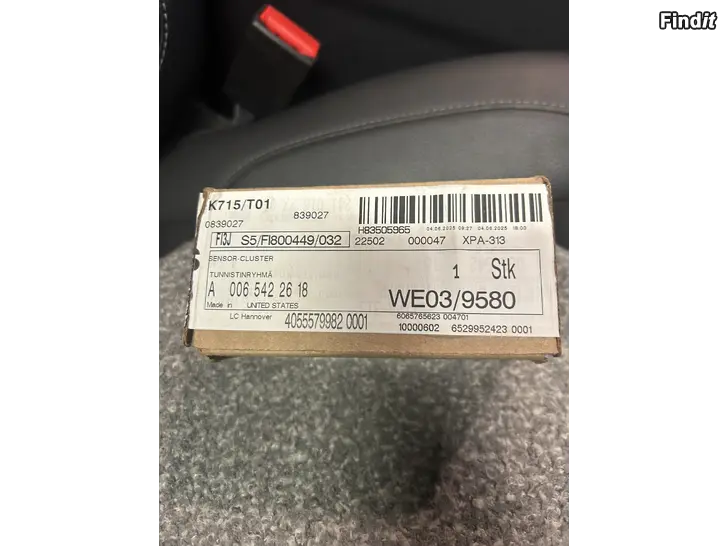 Findit
K715/T01
839027
0839027
H83505965
04.06.2025 09:27 04.06.2025 18:00
FI3J S5/FI800449/032
22502 000047 XPA-313
SENSOR-CLUSTER
1 Stk
TUNNISTINRYHMÄ
A 006 542 26 18
WE03/9580
Made in UNITED STATES
LC Hannover 4055579982 0001
6065765623 004701
10000602 6529952423 0001